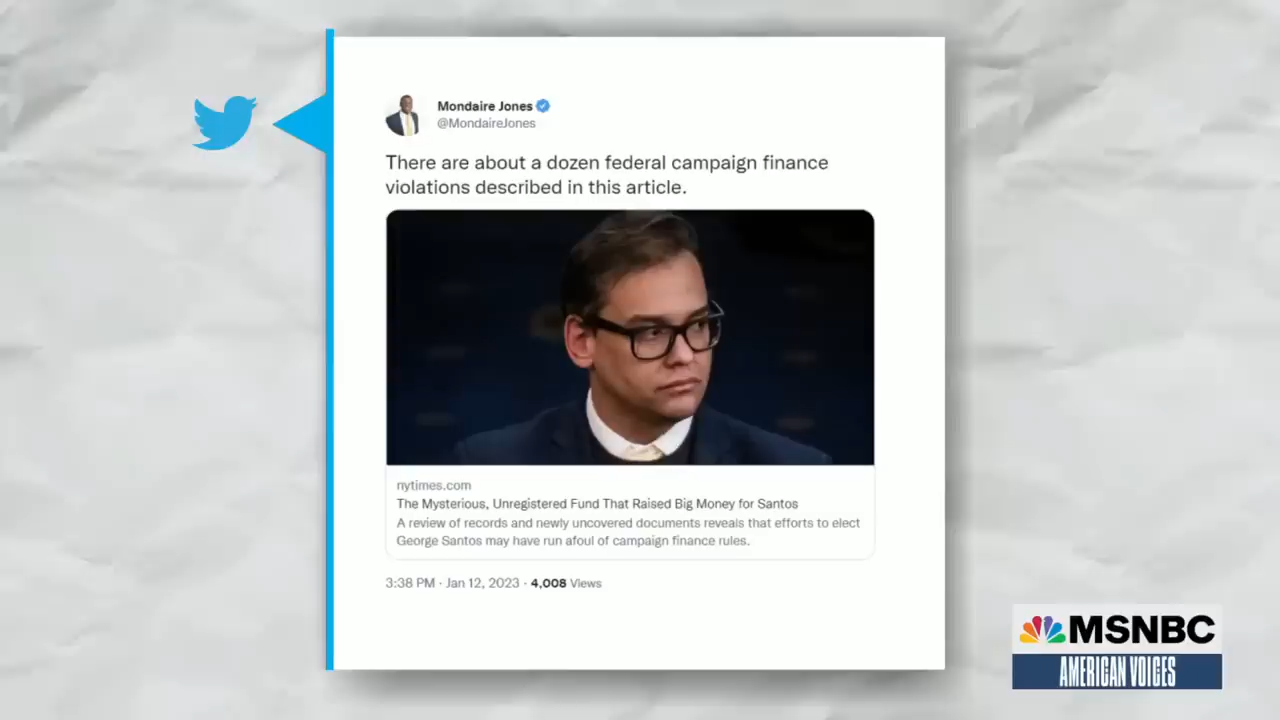 Mondaire Jones
@MondaireJones
There are about a dozen federal campaign finance
violations described in this article.
nytimes.com
The Mysterious, Unregistered Fund That Raised Big Money for Santos
A review of records and newly uncovered documents reveals that efforts to elect
George Santos may have run afoul of campaign finance rules.
3:38 PM · Jan 12, 2023 · 4,008 Views
MSNBC
AMERICAN VOICES